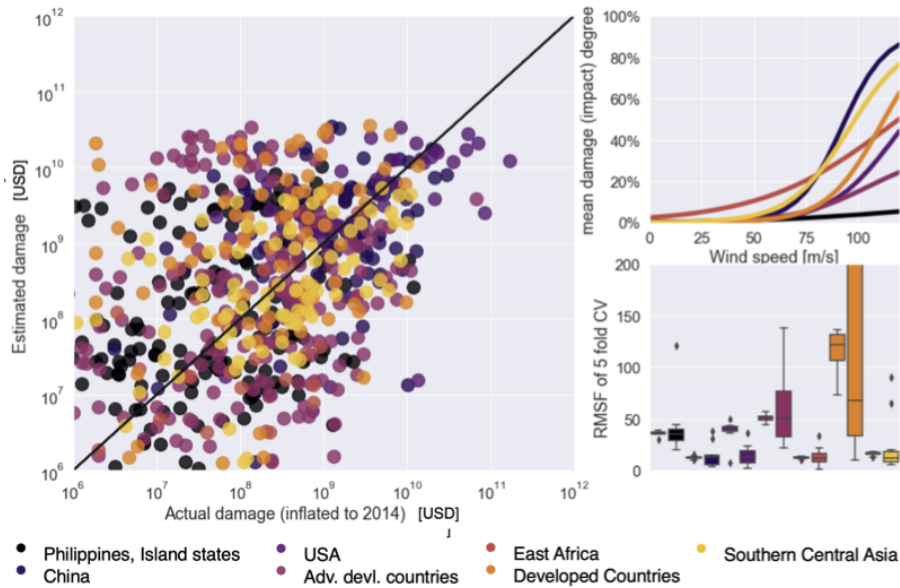 10^12
10^11
10^10
10^9
10^8
10^7
10^6
Estimated damage [USD]
10^6 10^7 10^8 10^9 10^10 10^11 10^12
Actual damage (inflated to 2014) [USD]
100%
80%
60%
40%
20%
0%
mean damage (impact) degree
0 25 50 75 100
Wind speed [m/s]
200
150
100
50
0
RMSF of 5 fold CV
Philippines, Island states USA East Africa Southern Central Asia
China Adv. devl. countries Developed Countries